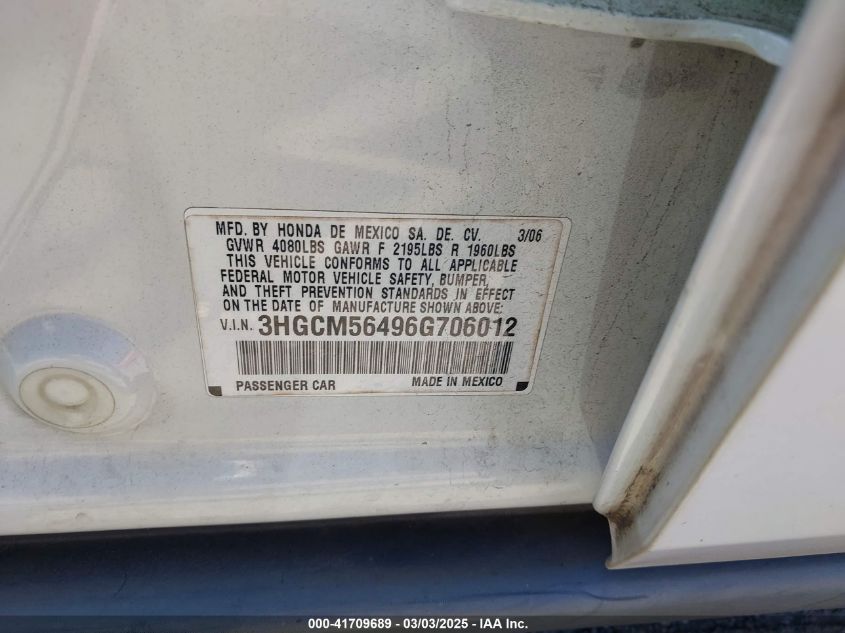 MFD. BY HONDA DE MEXICO SA. DE. CV. 3/06
GVWR 4080LBS GAWR F 2195LBS R 1960LBS
THIS VEHICLE CONFORMS TO ALL APPLICABLE
FEDERAL MOTOR VEHICLE SAFETY, BUMPER,
AND THEFT PREVENTION STANDARDS IN EFFECT
ON THE DATE OF MANUFACTURE SHOWN ABOVE:
V.I.N. 3HGCM56496G706012
PASSENGER CAR MADE IN MEXICO
000-41709689 - 03/03/2025 - IAA Inc.